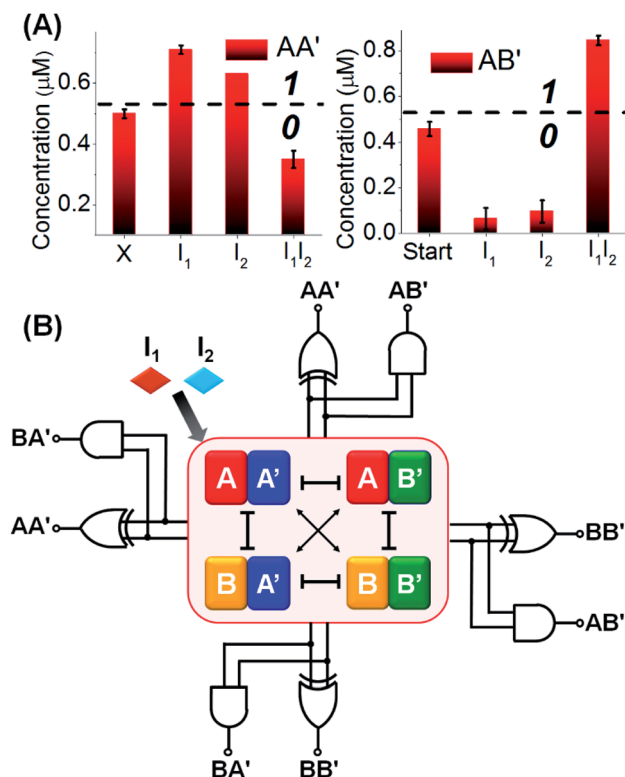 (A)
Concentration (μM)
0.6
0.4
0.2
AA'
1
0
X I₁ I₂ I₁I₂
Concentration (μM)
0.8
0.6
0.4
0.2
0.0
AB'
1
0
Start I₁ I₂ I₁I₂
(B)
AA' AB'
I₁ I₂
BA'
AA'
A A' A B'
B A' B B'
BB'
AB'
BA' BB'